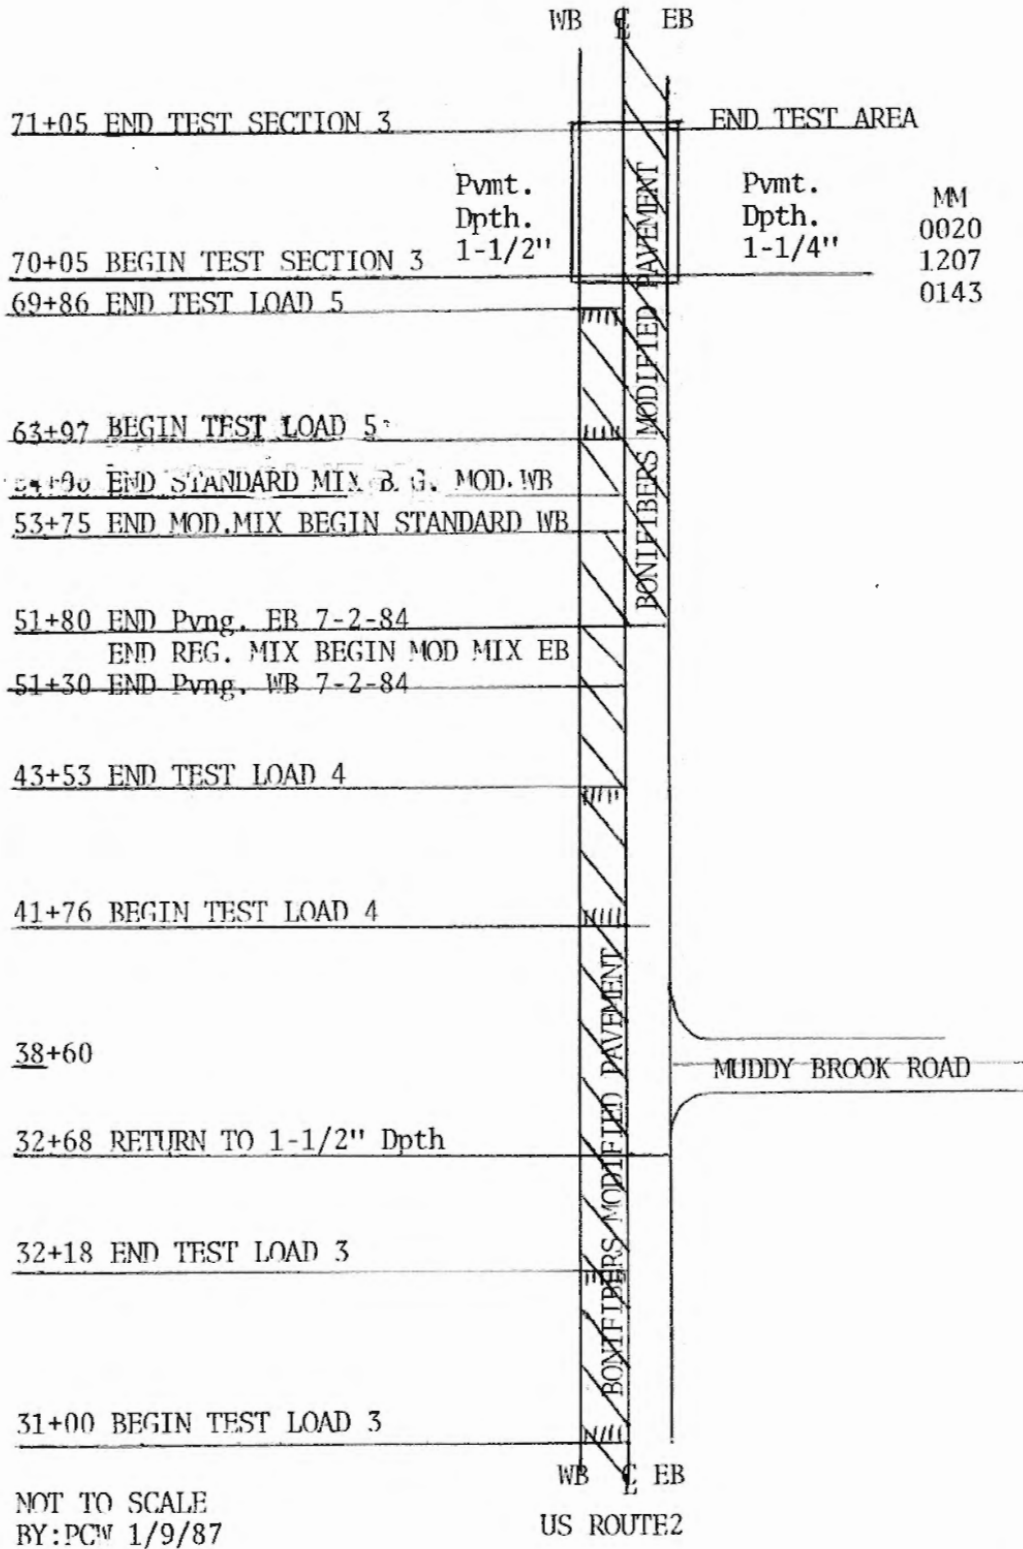 WB ℄ EB
71+05 END TEST SECTION 3
END TEST AREA
Pvmt.
Dpth.
1-1/2"
Pvmt.
Dpth.
1-1/4"
MM
0020
1207
0143
70+05 BEGIN TEST SECTION 3
69+86 END TEST LOAD 5
63+97 BEGIN TEST LOAD 5
END STANDARD MIX MOD. WB
53+75 END MOD.MIX BEGIN STANDARD WB
BONIFIBERS MODIFIED PAVEMENT
51+80 END Pvng. EB 7-2-84
END REG. MIX BEGIN MOD MIX EB
51+30 END Pvng. WB 7-2-84
43+53 END TEST LOAD 4
41+76 BEGIN TEST LOAD 4
38+60
MUDDY BROOK ROAD
32+68 RETURN TO 1-1/2" Dpth
BONIFIBERS MODIFIED PAVEMENT
32+18 END TEST LOAD 3
31+00 BEGIN TEST LOAD 3
WB ℄ EB
NOT TO SCALE
BY:PCW 1/9/87
US ROUTE2